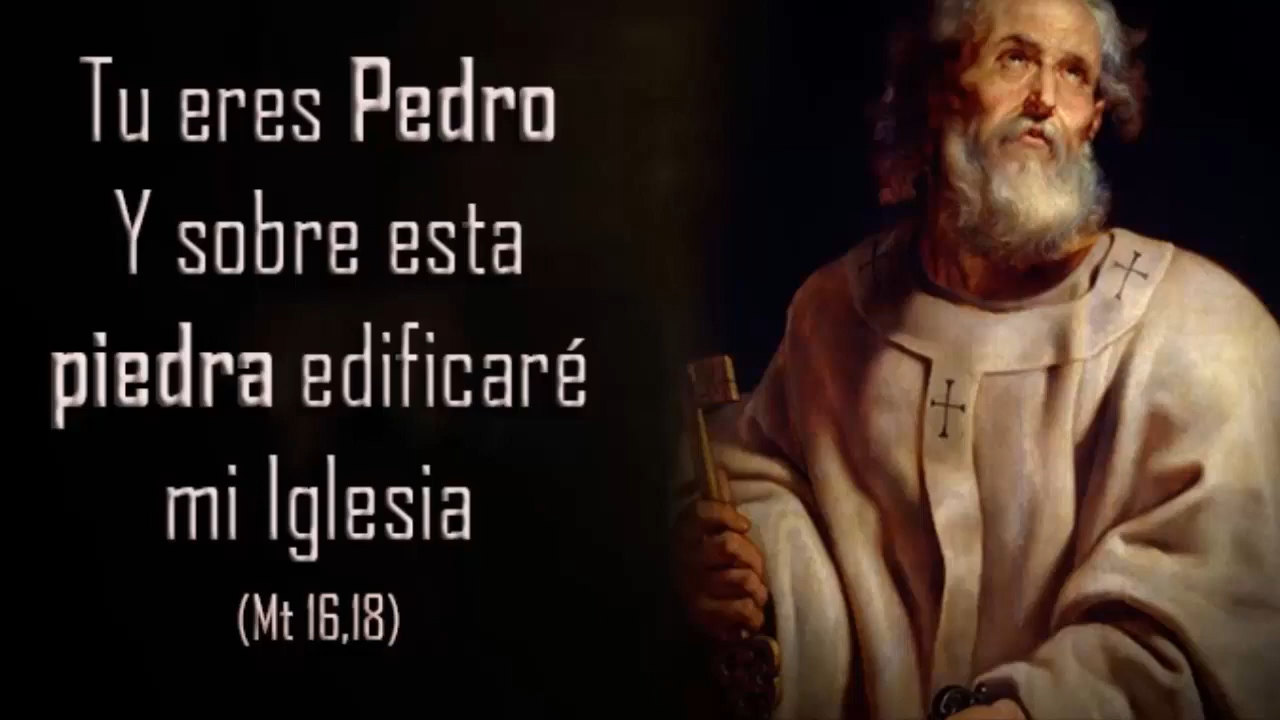 Tu eres Pedro
Y sobre esta
piedra edificaré
mi Iglesia
(Mt 16,18)